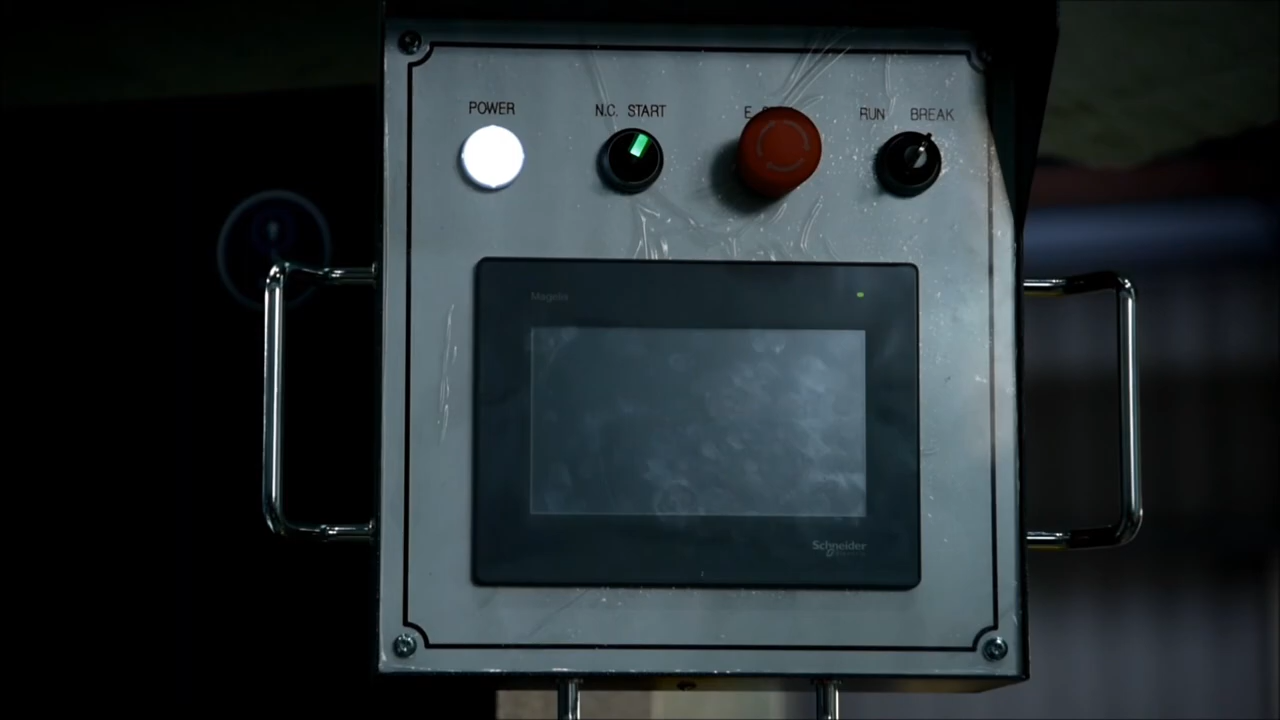 POWER
N.C. START
E
RUN BREAK
Magelis
Schneider